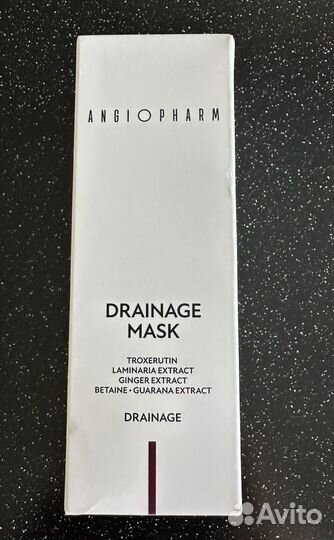 ANGIOPHARM
DRAINAGE
MASK
TROXERUTIN
LAMINARIA EXTRACT
GINGER EXTRACT
BETAINE • GUARANA EXTRACT
DRAINAGE
Avito